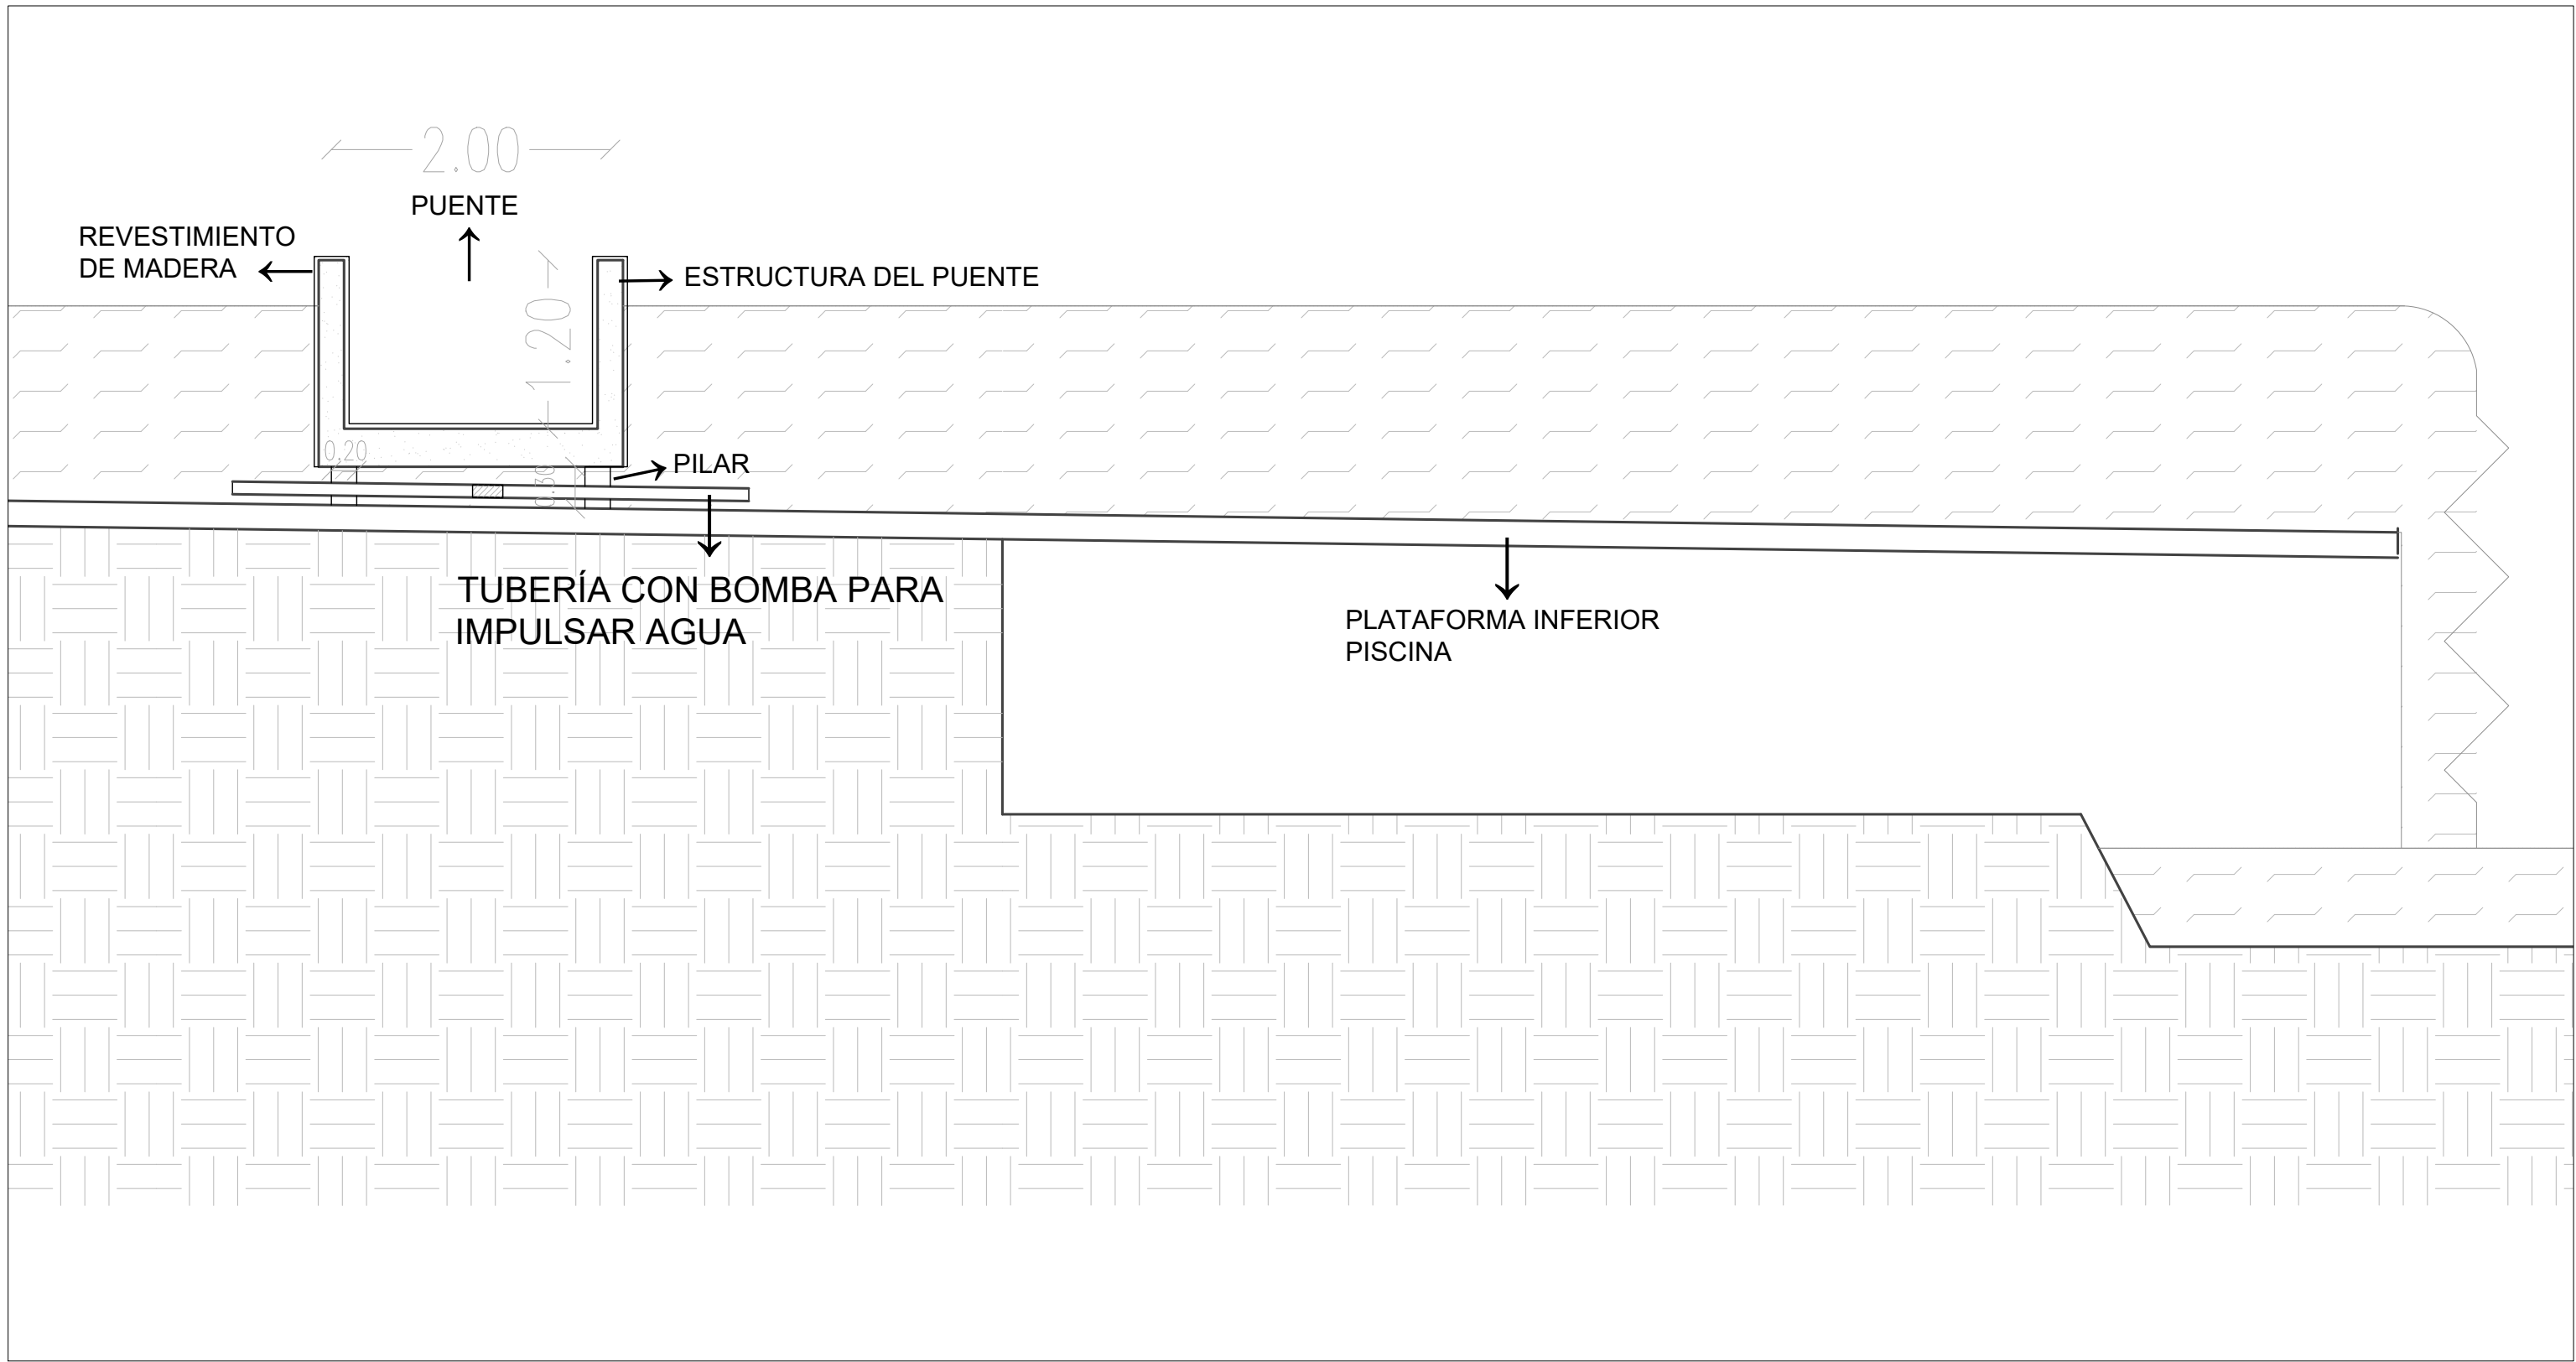 2.00
PUENTE
REVESTIMIENTO
DE MADERA
ESTRUCTURA DEL PUENTE
1.20
0.20
PILAR
0.30
TUBERÍA CON BOMBA PARA
IMPULSAR AGUA
PLATAFORMA INFERIOR
PISCINA